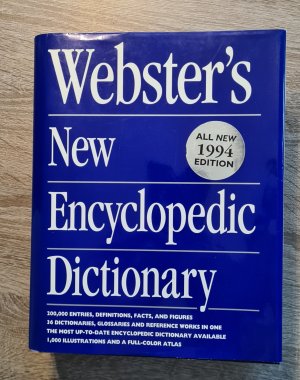 Webster's
New
ALL NEW
1994
EDITION
Encyclopedic
Dictionary
200,000 ENTRIES, DEFINITIONS, FACTS, AND FIGURES
36 DICTIONARIES, GLOSSARIES AND REFERENCE WORKS IN ONE
THE MOST UP-TO-DATE ENCYCLOPEDIC DICTIONARY AVAILABLE
1,000 ILLUSTRATIONS AND A FULL-COLOR ATLAS